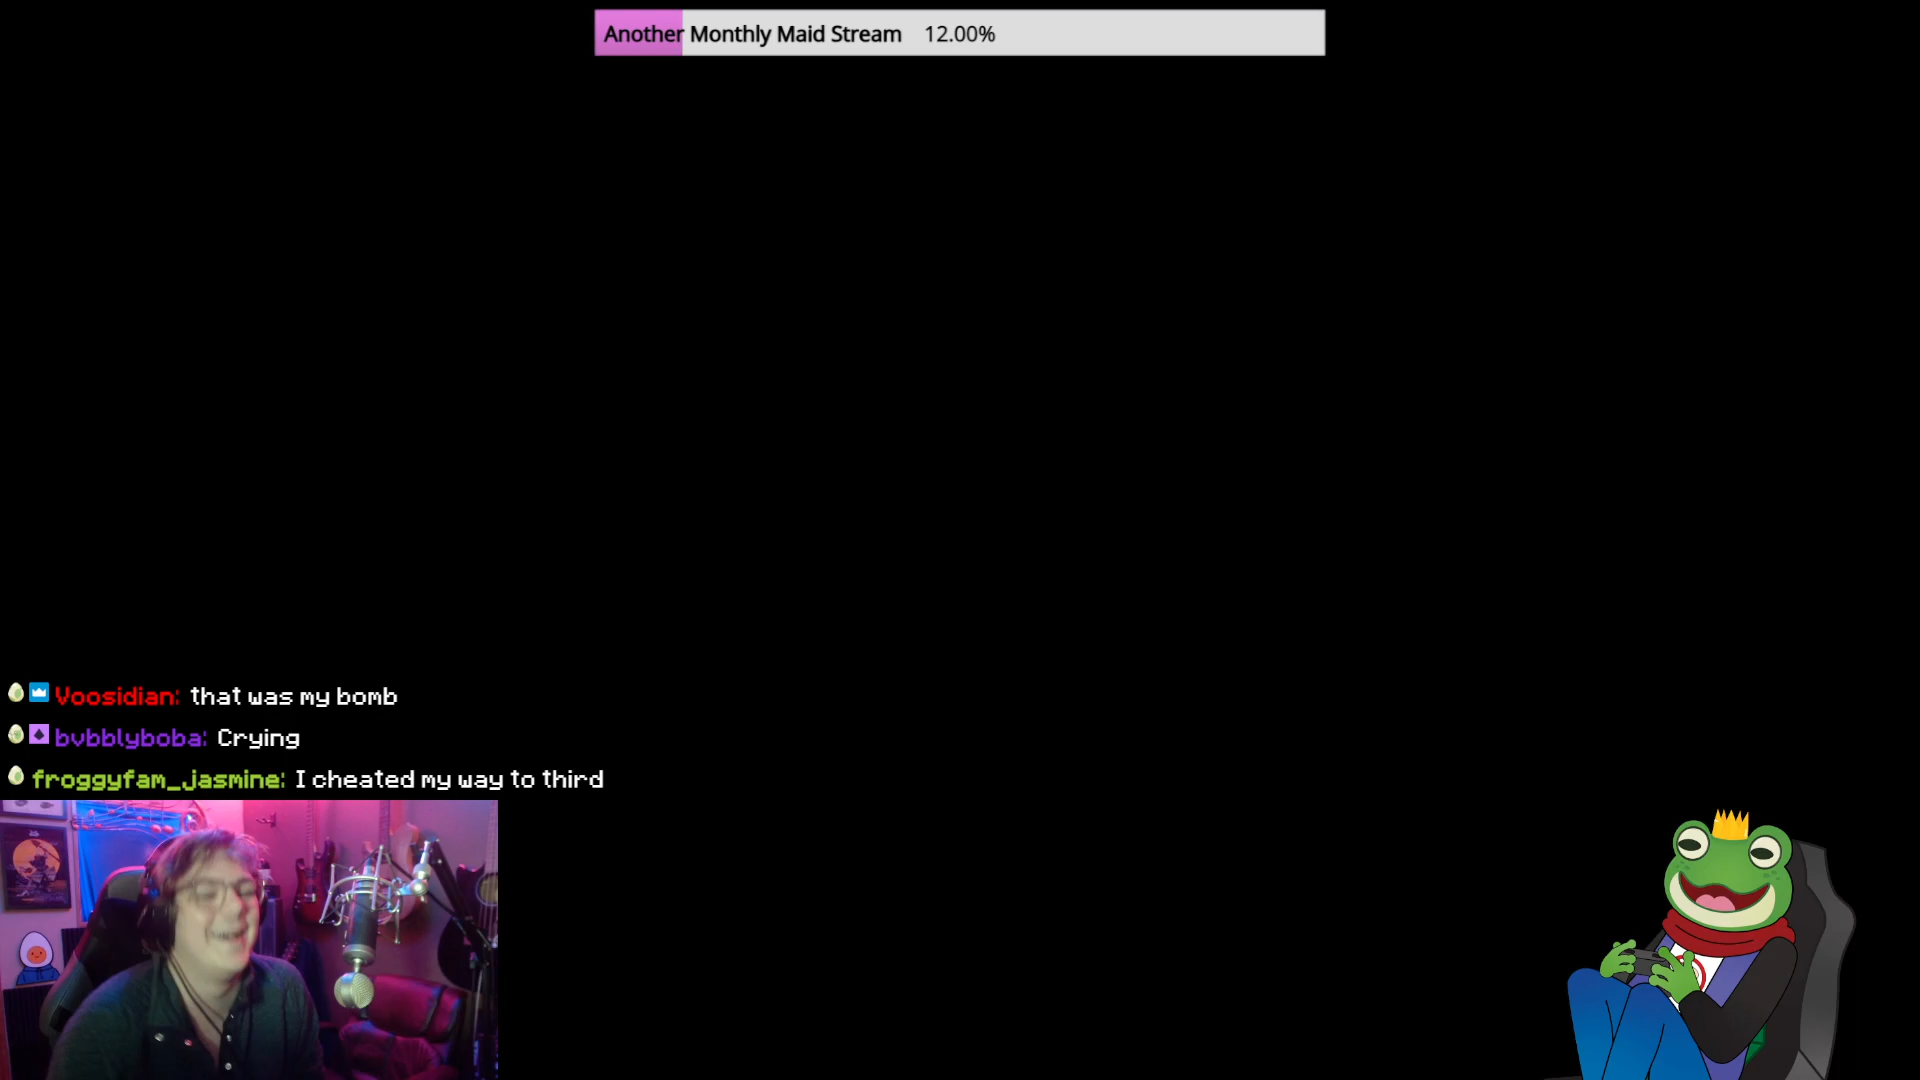 Another Monthly Maid Stream 12.00%
Voosidian: that was my bomb
bvbblyboba: Crying
froggyfam_jasmine: I cheated my way to third